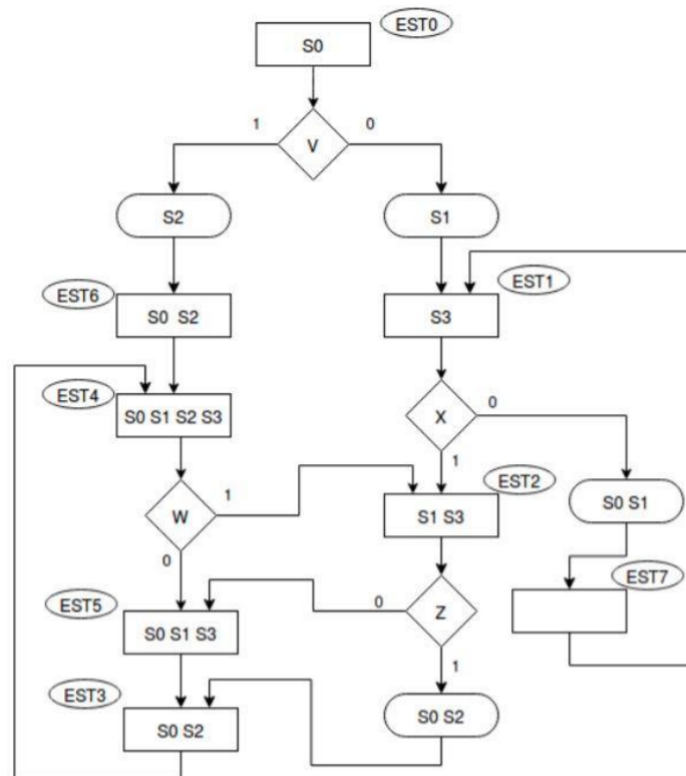 EST0
S0
1
0
V
S2
S1
EST6
EST1
S0 S2
S3
EST4
S0 S1 S2 S3
X
0
1
EST2
W
1
S1 S3
S0 S1
0
EST7
EST5
0
Z
S0 S1 S3
1
EST3
S0 S2
S0 S2